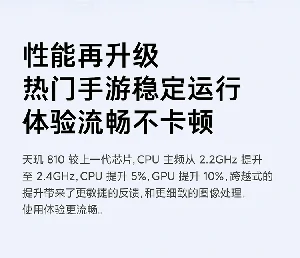 性能再升级
热门手游稳定运行
体验流畅不卡顿
天玑 810 较上一代芯片, CPU 主频从 2.2GHz 提升
至 2.4GHz, CPU 提升 5%, GPU 提升 10%, 跨越式的
提升带来了更敏捷的反馈, 和更细致的图像处理.
使用体验更流畅..